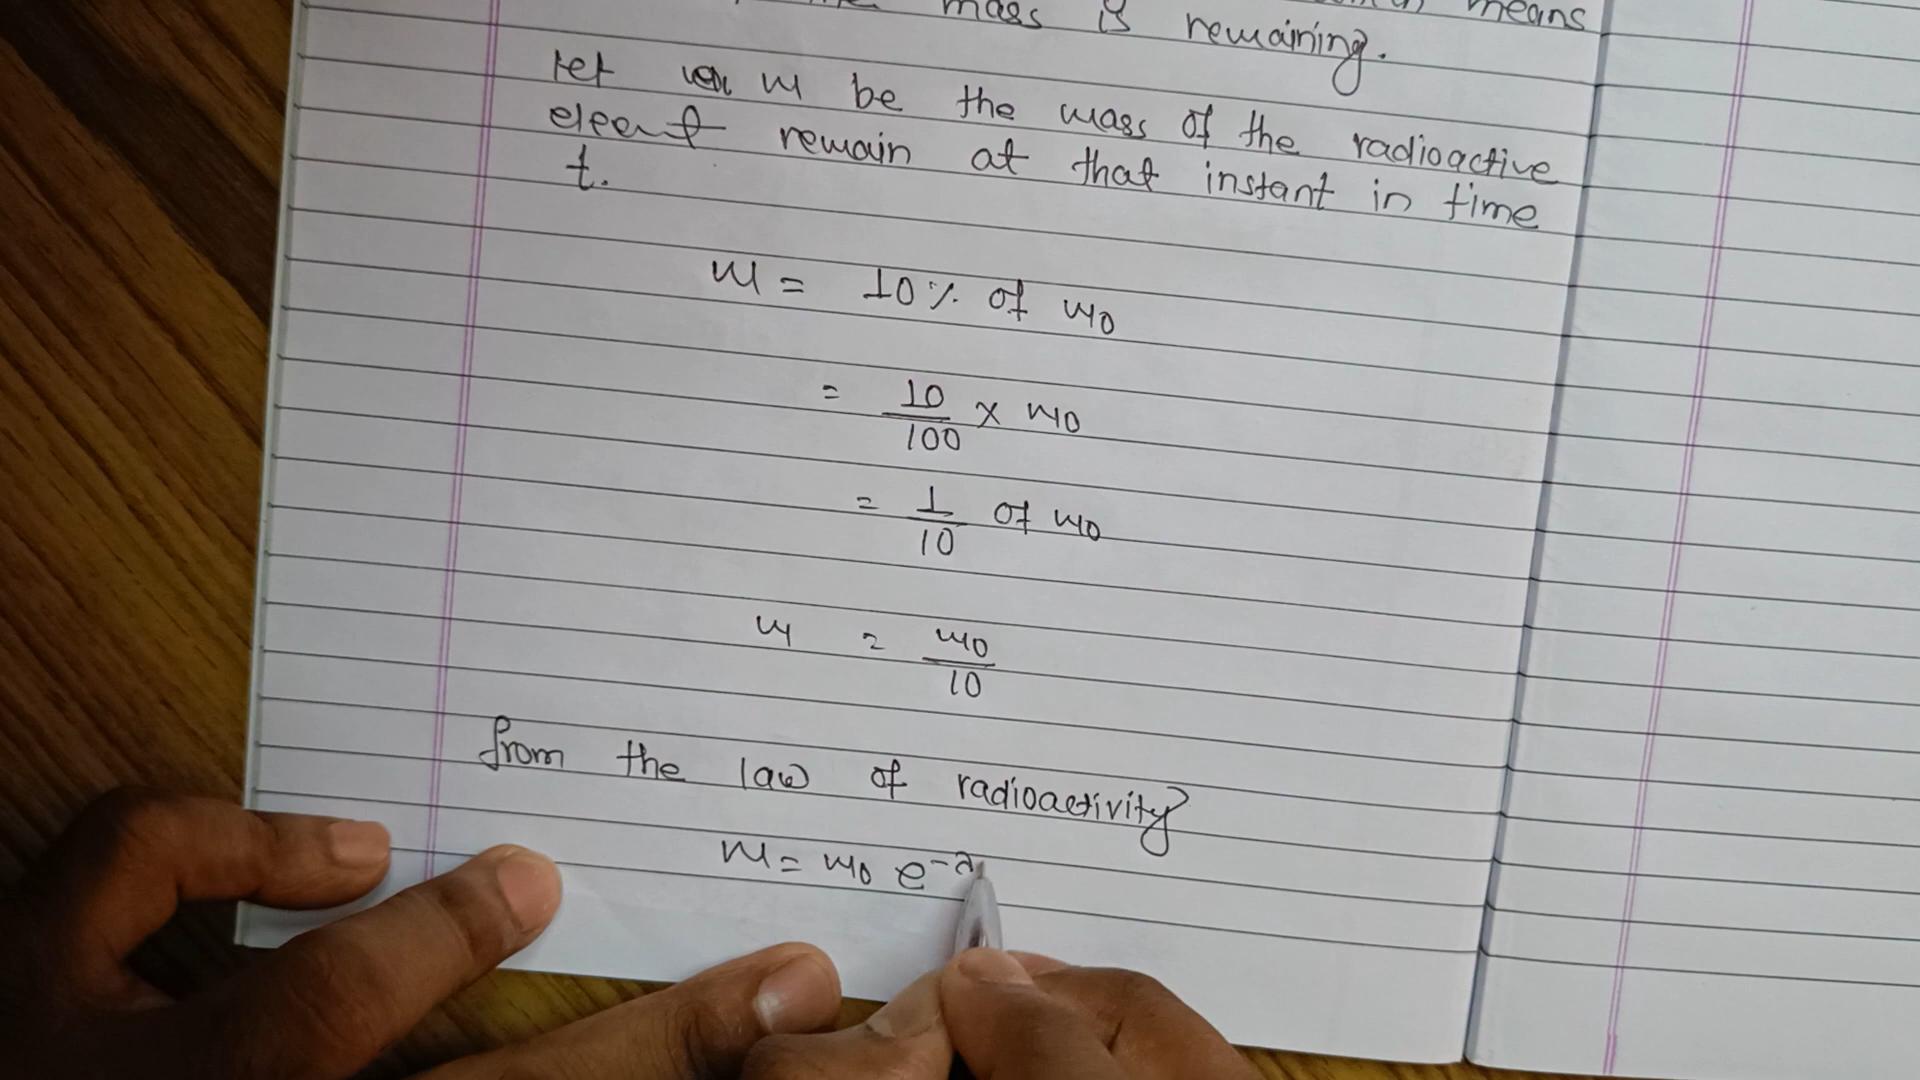 mass is remaining. means
let m be the mass of the radioactive
remain at that instant in time
t.
m = 10% of m0
= 10/100 x m0
= 1/10 of m0
m = m0/10
from the law of radioactivity
m = m0 e^-λ